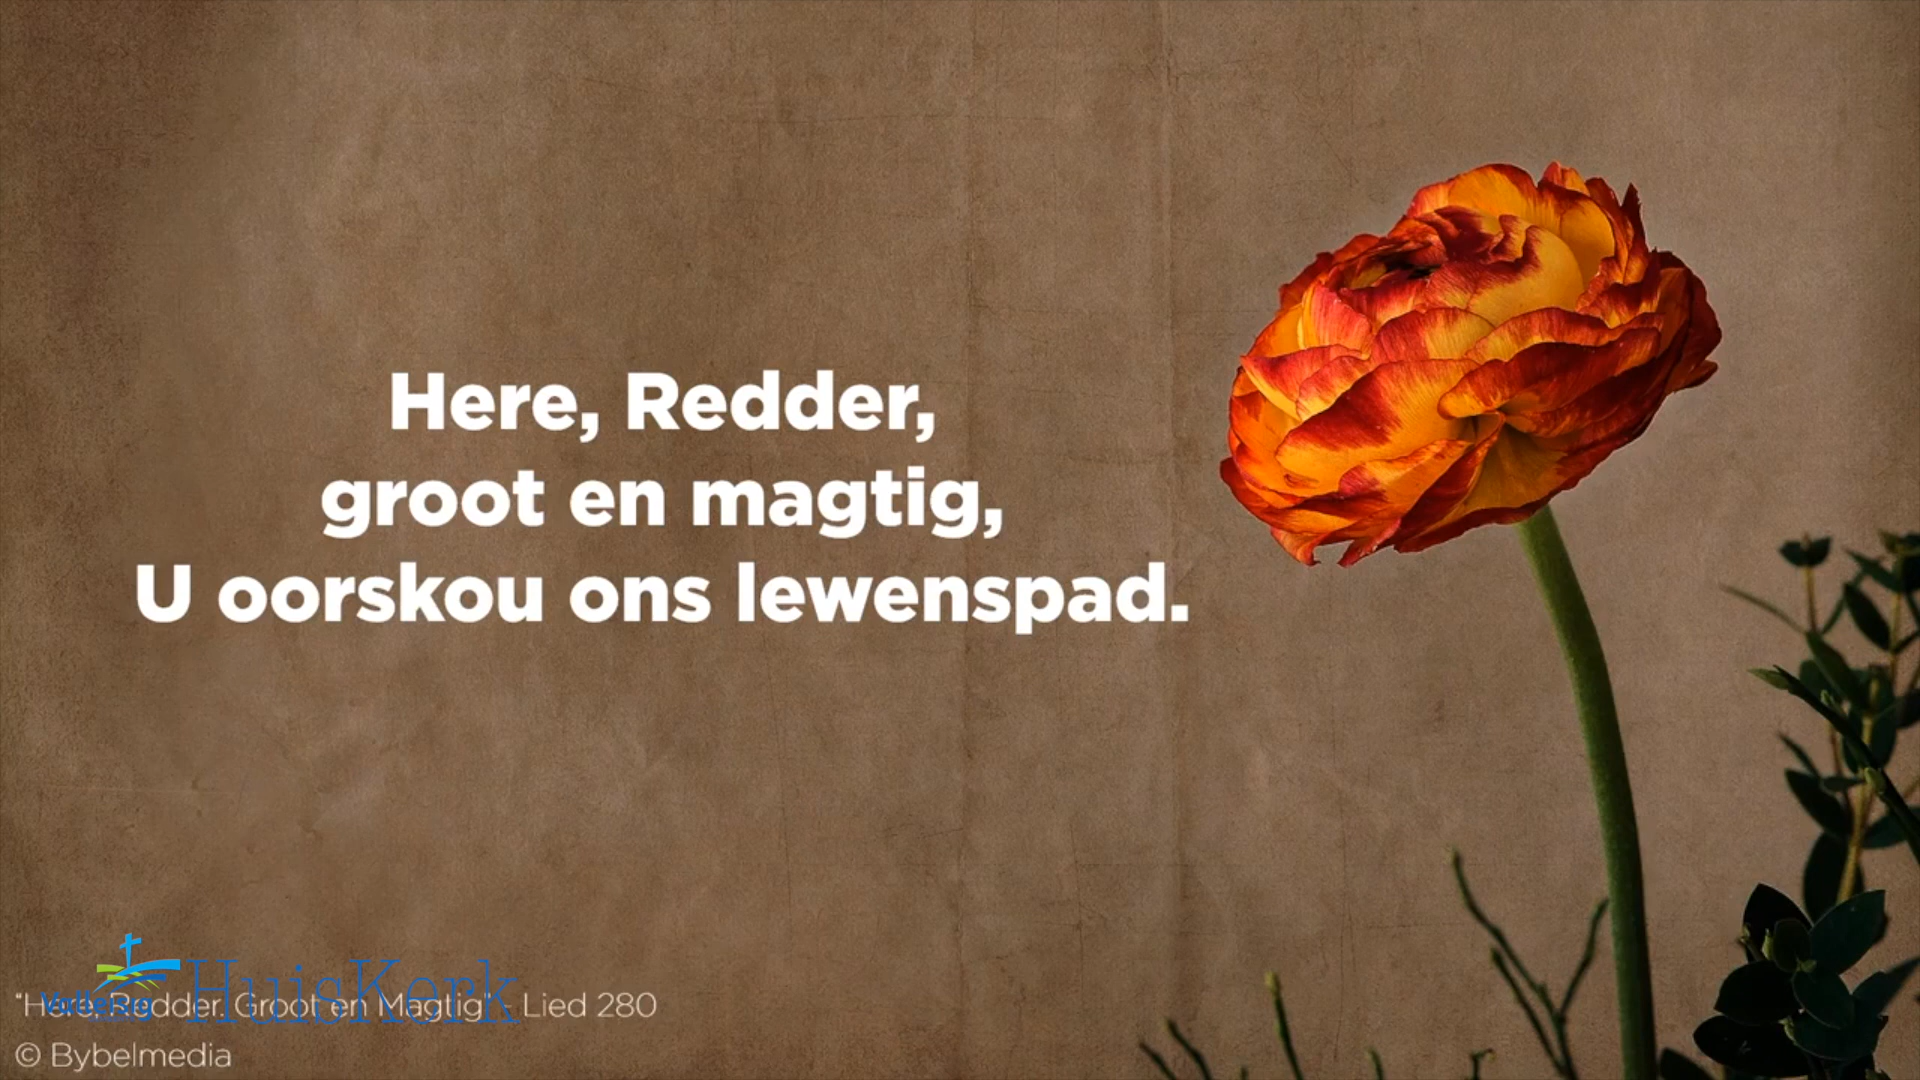 Here, Redder,
groot en magtig,
U oorskou ons lewenspad.
HuisKerk
"Here, Redder. Groot en Magtig" - Lied 280
© Bybelmedia